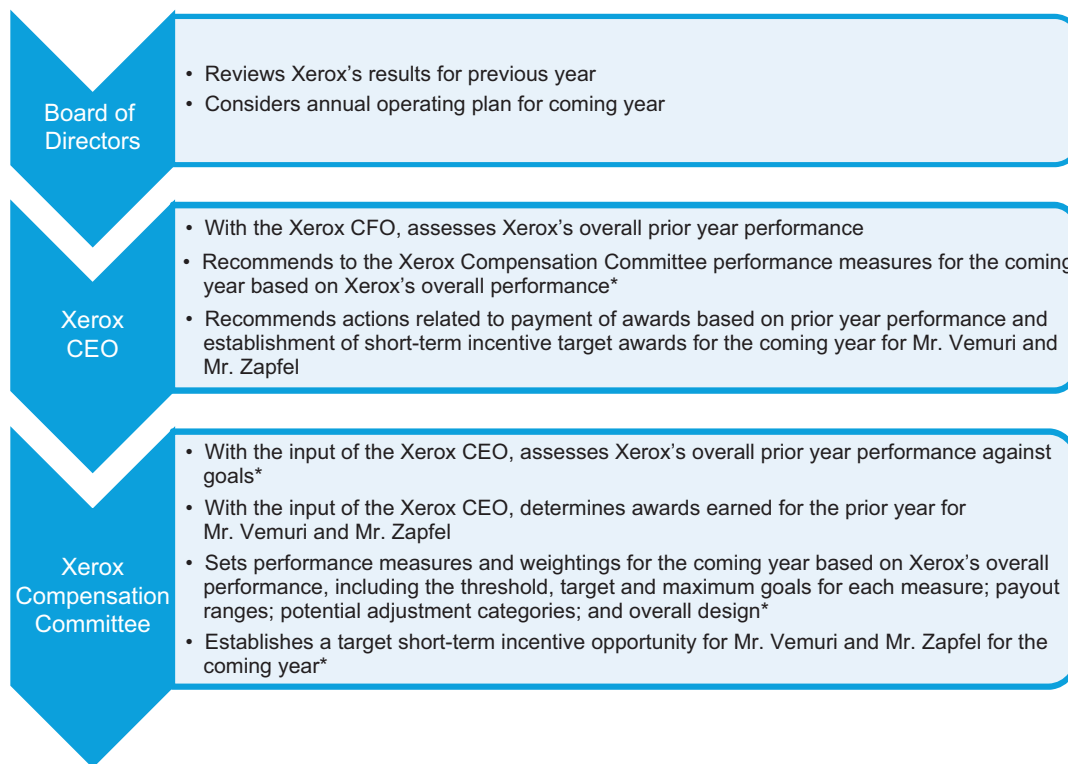 Board of
Directors
• Reviews Xerox's results for previous year
• Considers annual operating plan for coming year
Xerox
CEO
• With the Xerox CFO, assesses Xerox's overall prior year performance
• Recommends to the Xerox Compensation Committee performance measures for the coming
year based on Xerox's overall performance*
• Recommends actions related to payment of awards based on prior year performance and
establishment of short-term incentive target awards for the coming year for Mr. Vemuri and
Mr. Zapfel
Xerox
Compensation
Committee
• With the input of the Xerox CEO, assesses Xerox's overall prior year performance against
goals*
• With the input of the Xerox CEO, determines awards earned for the prior year for
Mr. Vemuri and Mr. Zapfel
• Sets performance measures and weightings for the coming year based on Xerox's overall
performance, including the threshold, target and maximum goals for each measure; payout
ranges; potential adjustment categories; and overall design*
• Establishes a target short-term incentive opportunity for Mr. Vemuri and Mr. Zapfel for the
coming year*